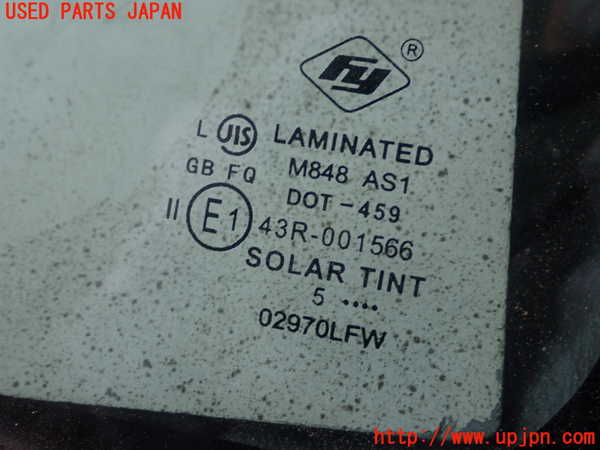 USED PARTS JAPAN
FY ®
L JIS LAMINATED
GB FQ M848 AS1
DOT-459
II E1 43R-001566
SOLAR TINT
5 ....
02970LFW
http://www.upjpn.com